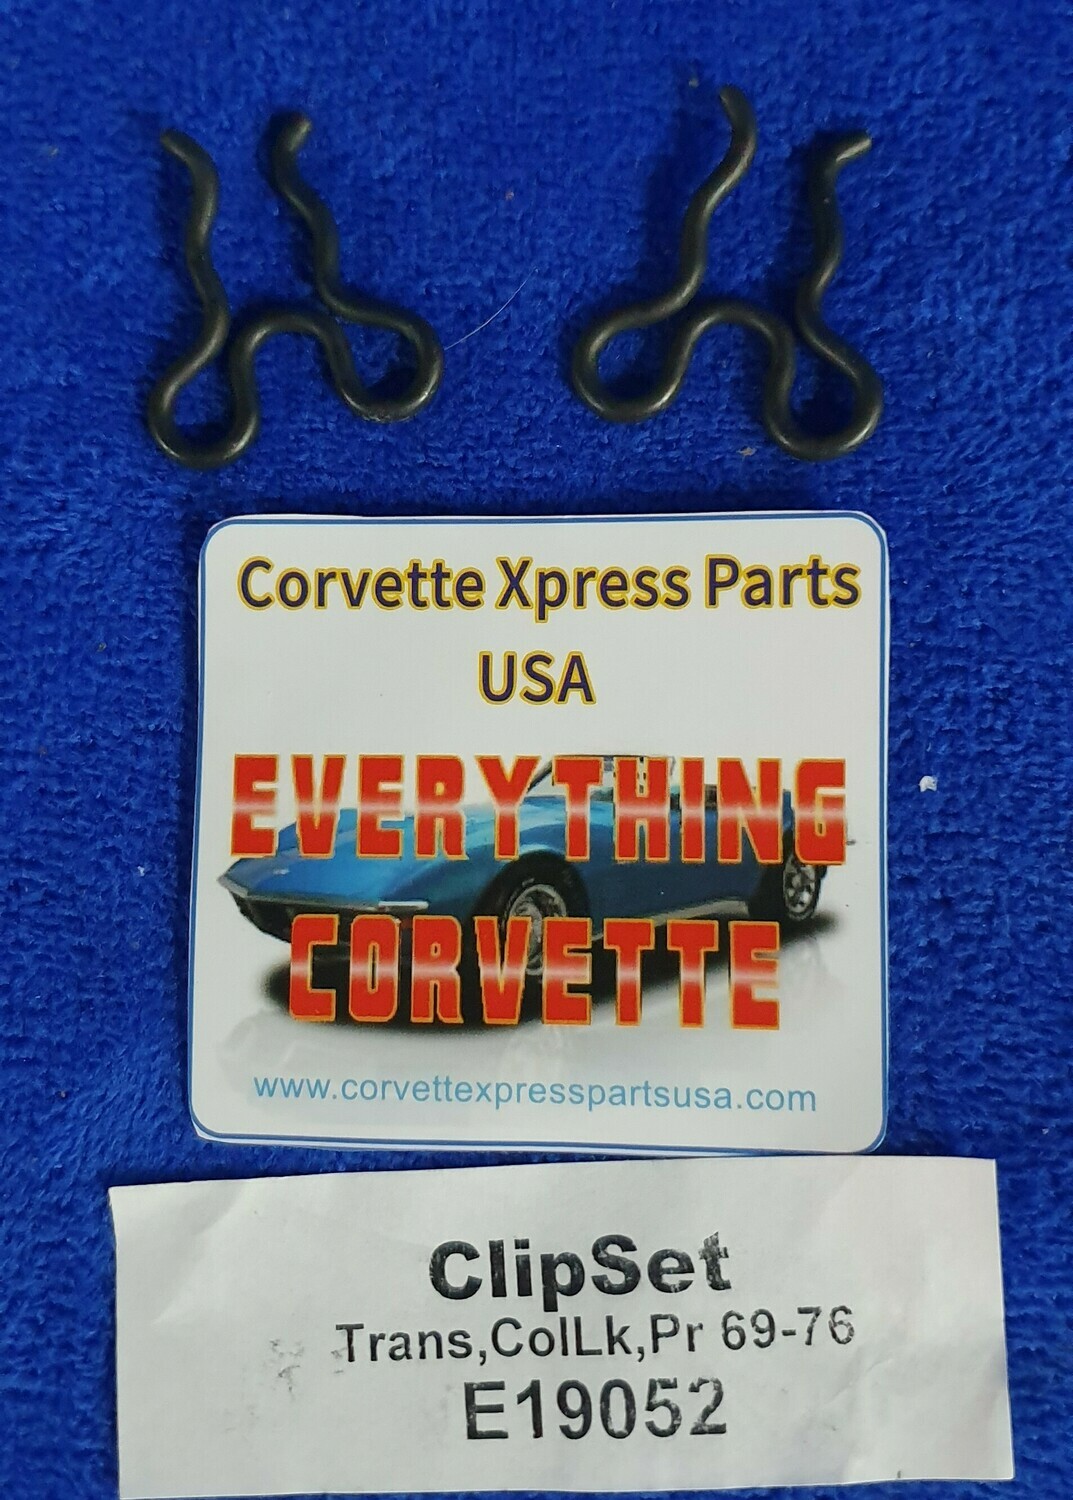 Corvette Xpress Parts
USA
EVERYTHING
CORVETTE
www.corvettexpresspartsusa.com
ClipSet
Trans,ColLk,Pr 69-76
E19052